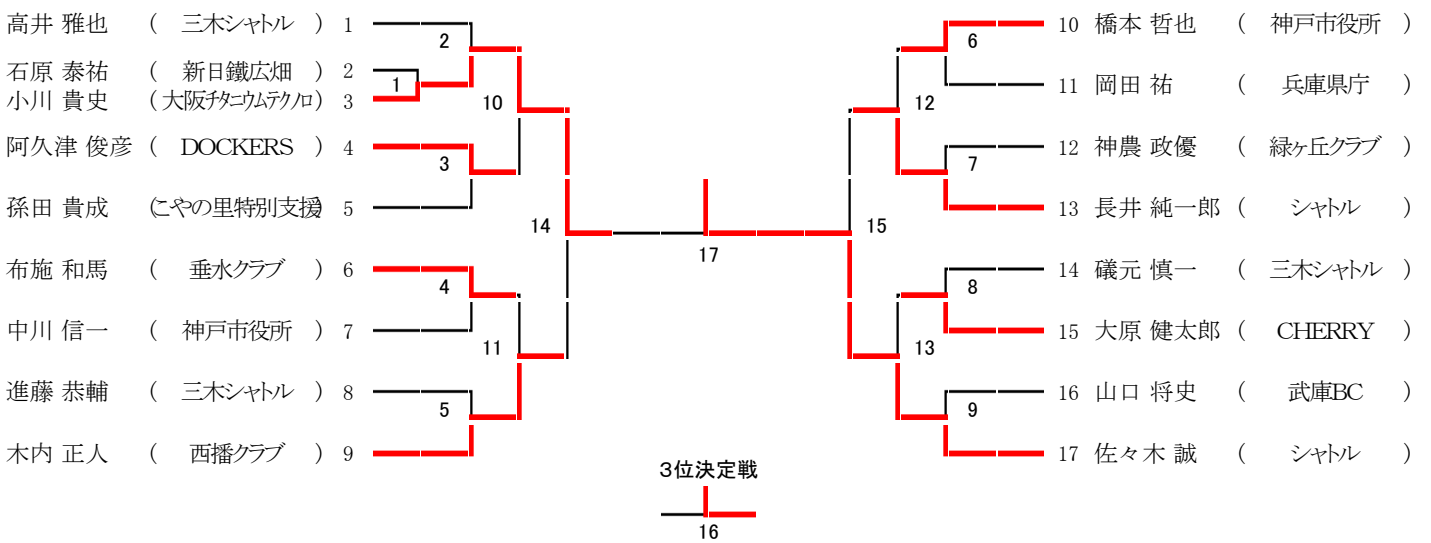 高井 雅也 ( 三木シャトル ) 1
石原 泰祐 ( 新日鐵広畑 ) 2
小川 貴史 ( 大阪チタニウムテクノロ) 3
阿久津 俊彦 ( DOCKERS ) 4
孫田 貴成 (こやの里特別支援) 5
布施 和馬 ( 垂水クラブ ) 6
中川 信一 ( 神戸市役所 ) 7
進藤 恭輔 ( 三木シャトル ) 8
木内 正人 ( 西播クラブ ) 9
2
1
10
3
14
4
11
5
17
3位決定戦
16
6
12
7
15
8
13
9
10 橋本 哲也 ( 神戸市役所 )
11 岡田 祐 ( 兵庫県庁 )
12 神農 政優 ( 緑ヶ丘クラブ )
13 長井 純一郎 ( シャトル )
14 礒元 慎一 ( 三木シャトル )
15 大原 健太郎 ( CHERRY )
16 山口 将史 ( 武庫BC )
17 佐々木 誠 ( シャトル )